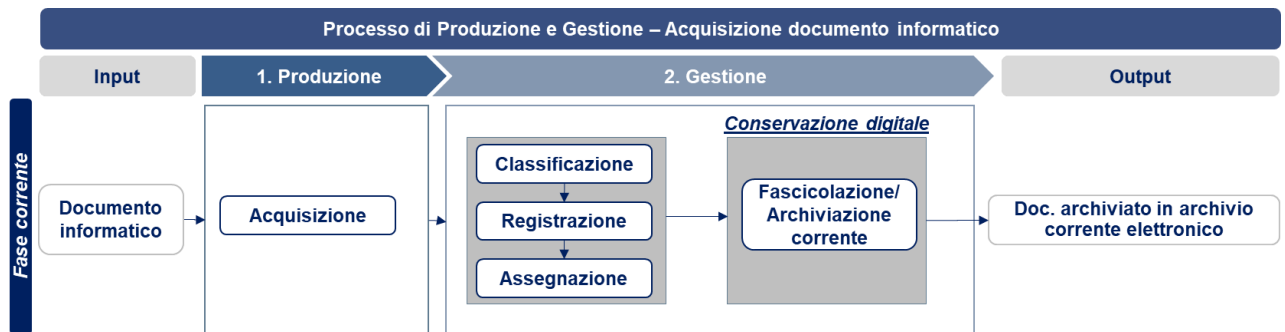 Processo di Produzione e Gestione – Acquisizione documento informatico
Input
1. Produzione
2. Gestione
Output
Fase corrente
Documento
informatico
Acquisizione
Classificazione
Registrazione
Assegnazione
Conservazione digitale
Fascicolazione/
Archiviazione
corrente
Doc. archiviato in archivio
corrente elettronico